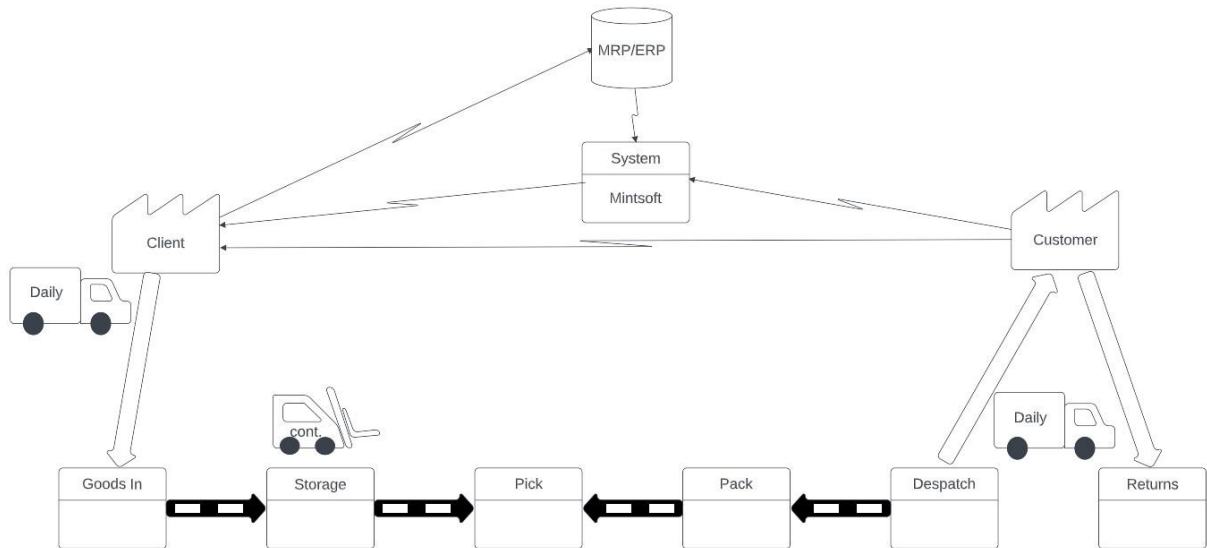 MRP/ERP
System
Mintsoft
Client
Customer
Daily
cont.
Daily
Goods In
Storage
Pick
Pack
Despatch
Returns